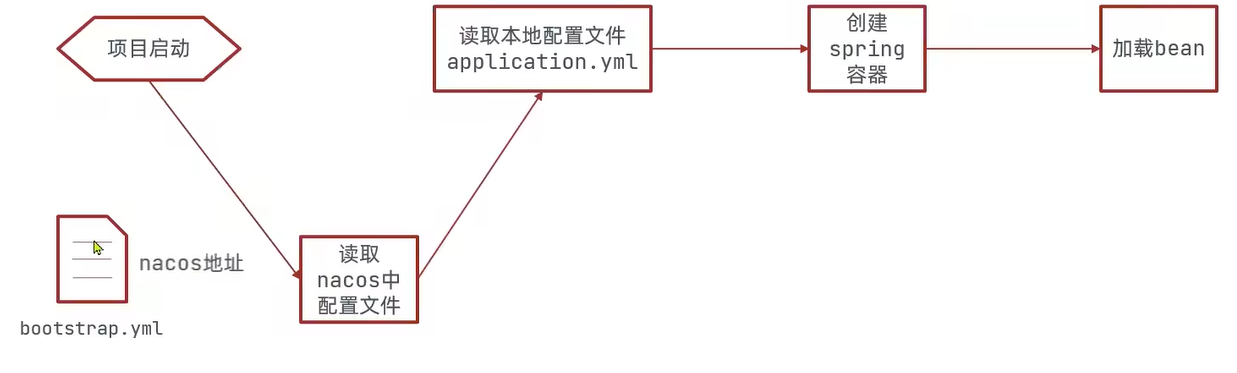 项目启动
读取本地配置文件
application.yml
创建
spring
容器
加载bean
nacos地址
bootstrap.yml
读取
nacos中
配置文件